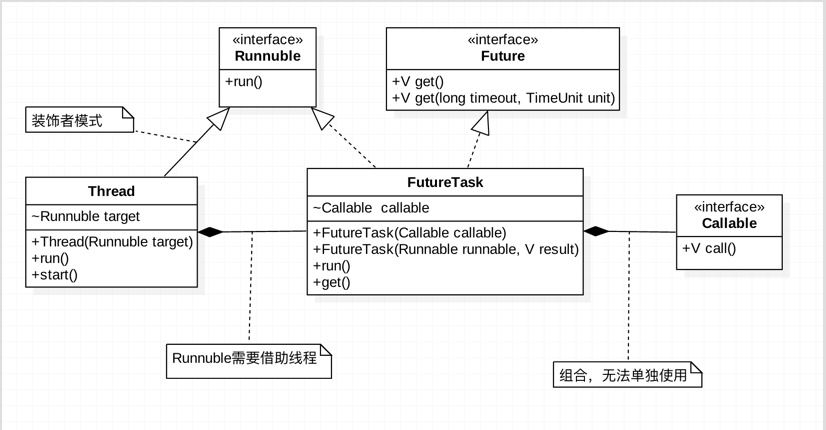 «interface»
Runnuble
+run()
«interface»
Future
+V get()
+V get(long timeout, TimeUnit unit)
装饰者模式
Thread
~Runnuble target
+Thread(Runnuble target)
+run()
+start()
FutureTask
~Callable callable
+FutureTask(Callable callable)
+FutureTask(Runnable runnable, V result)
+run()
+get()
«interface»
Callable
+V call()
Runnuble需要借助线程
组合，无法单独使用